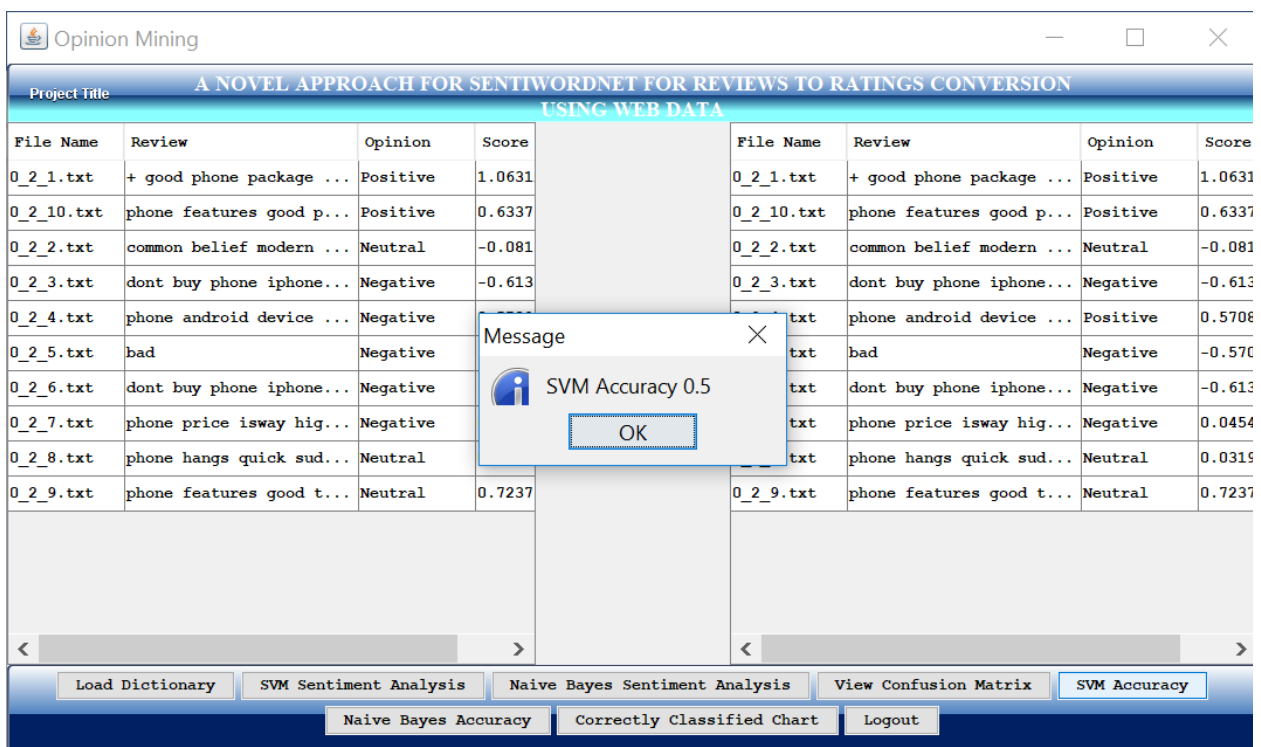 Opinion Mining
Project Title
A NOVEL APPROACH FOR SENTIWORDNET FOR REVIEWS TO RATINGS CONVERSION
USING WEB DATA
File Name Review Opinion Score
0_2_1.txt + good phone package ... Positive 1.0631
0_2_10.txt phone features good p... Positive 0.6337
0_2_2.txt common belief modern ... Neutral -0.081
0_2_3.txt dont buy phone iphone... Negative -0.613
0_2_4.txt phone android device ... Negative
0_2_5.txt bad Negative
0_2_6.txt dont buy phone iphone... Negative
0_2_7.txt phone price isway hig... Negative
0_2_8.txt phone hangs quick sud... Neutral
0_2_9.txt phone features good t... Neutral 0.7237
Message
SVM Accuracy 0.5
OK
File Name Review Opinion Score
0_2_1.txt + good phone package ... Positive 1.0631
0_2_10.txt phone features good p... Positive 0.6337
0_2_2.txt common belief modern ... Neutral -0.081
0_2_3.txt dont buy phone iphone... Negative -0.613
txt phone android device ... Positive 0.5708
txt bad Negative -0.570
txt dont buy phone iphone... Negative -0.613
txt phone price isway hig... Negative 0.0454
txt phone hangs quick sud... Neutral 0.0319
0_2_9.txt phone features good t... Neutral 0.7237
Load Dictionary SVM Sentiment Analysis Naive Bayes Sentiment Analysis View Confusion Matrix SVM Accuracy
Naive Bayes Accuracy Correctly Classified Chart Logout